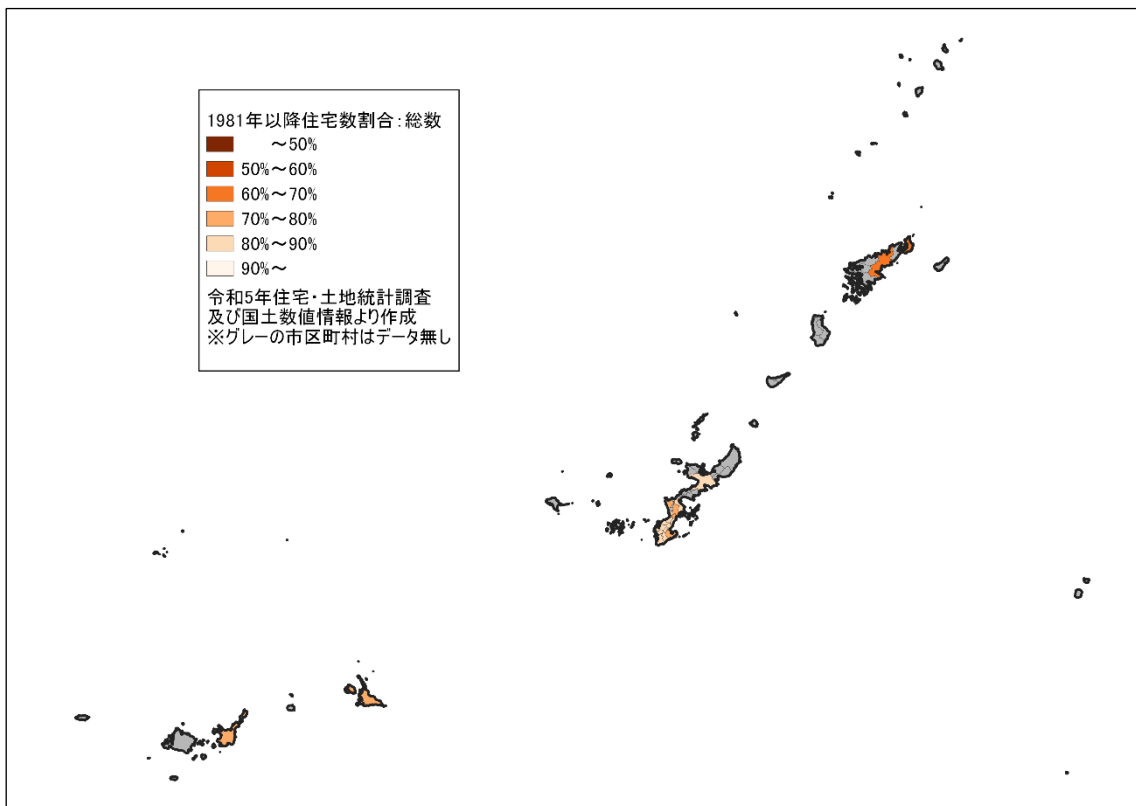 1981年以降住宅数割合：総数
～50%
50%～60%
60%～70%
70%～80%
80%～90%
90%～
令和5年住宅・土地統計調査
及び国土数値情報より作成
※グレーの市区町村はデータ無し